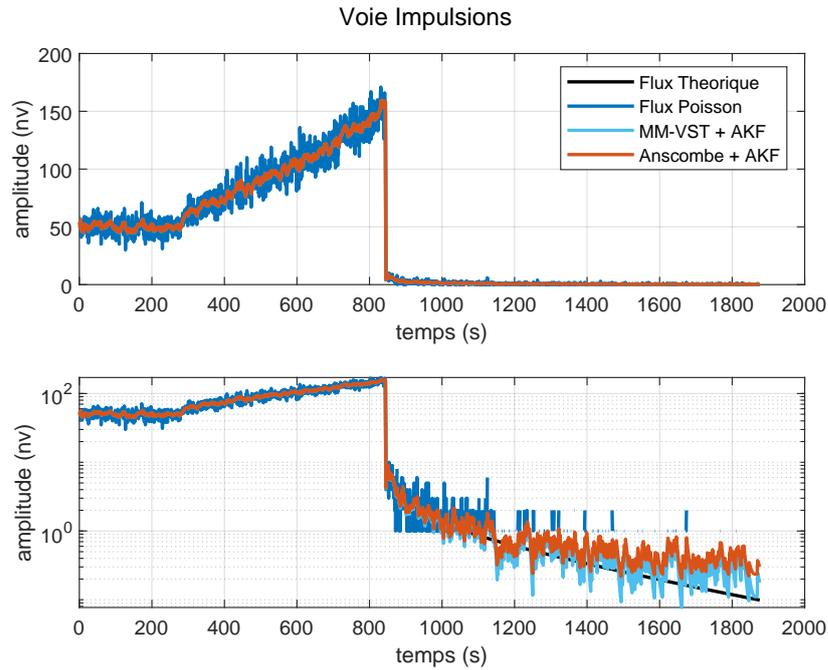 Voie Impulsions
200
150
100
50
0
amplitude (nv)
Flux Theorique
Flux Poisson
MM-VST + AKF
Anscombe + AKF
0 200 400 600 800 1000 1200 1400 1600 1800 2000
temps (s)
10²
10⁰
amplitude (nv)
0 200 400 600 800 1000 1200 1400 1600 1800 2000
temps (s)